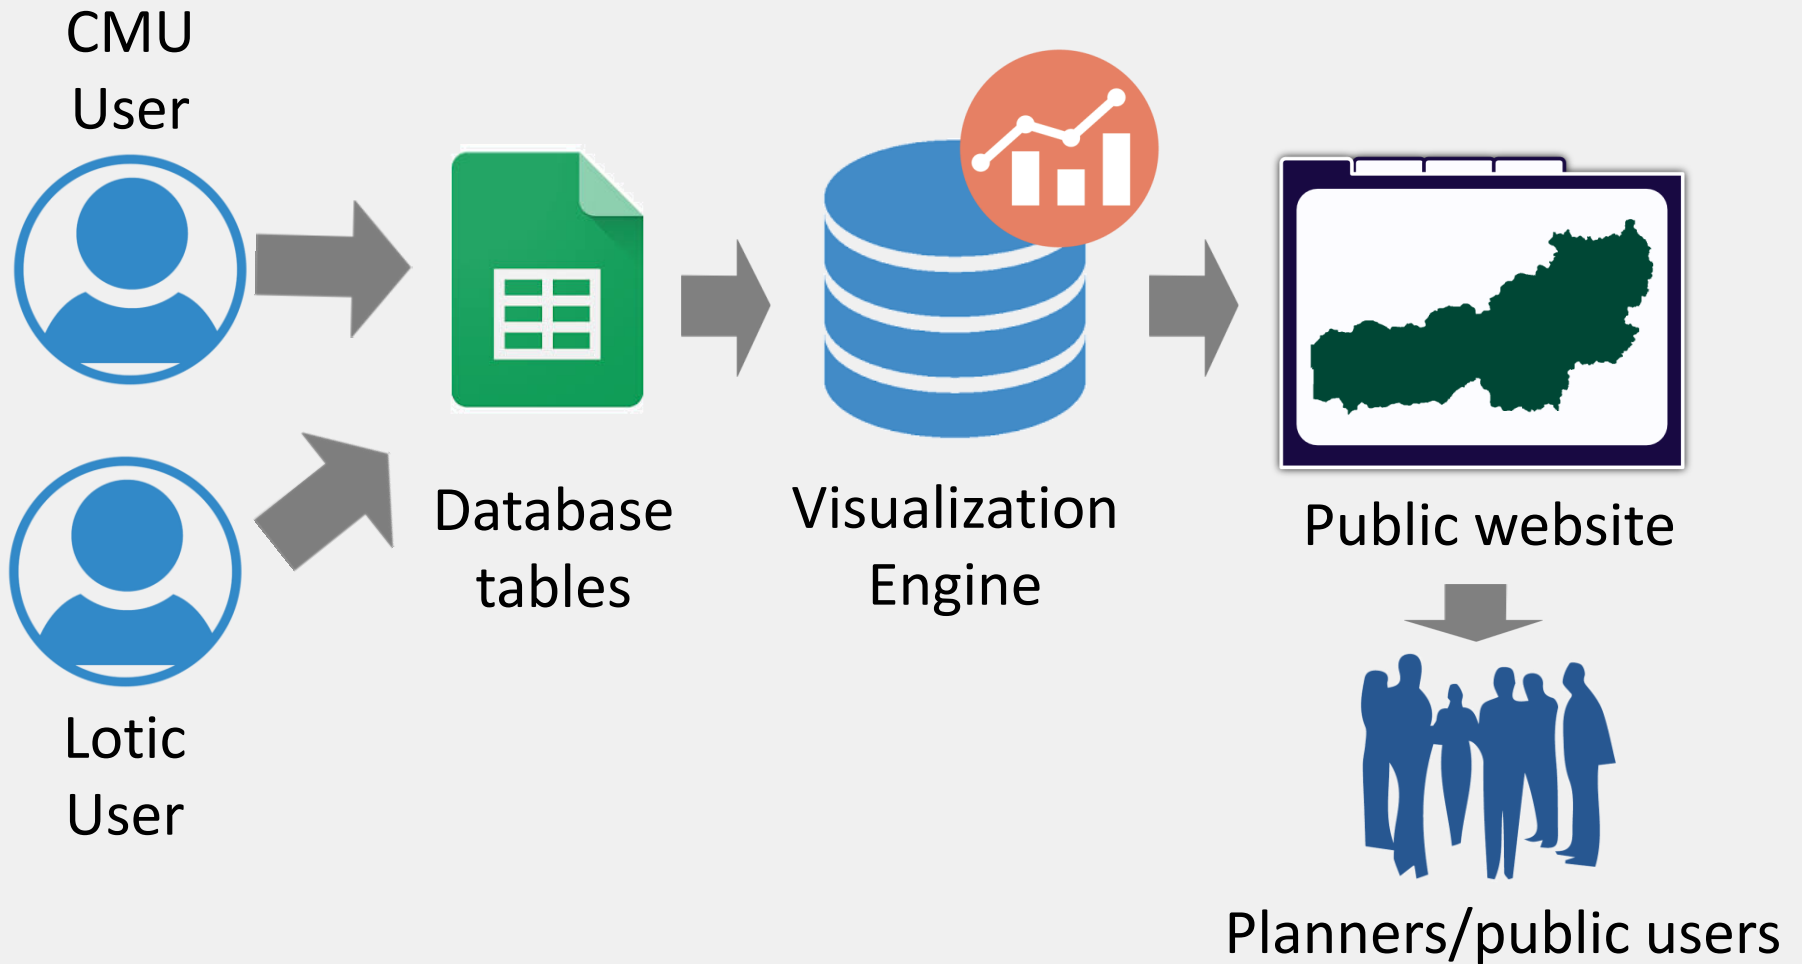 CMU
User
Lotic
User
Database
tables
Visualization
Engine
Public website
Planners/public users